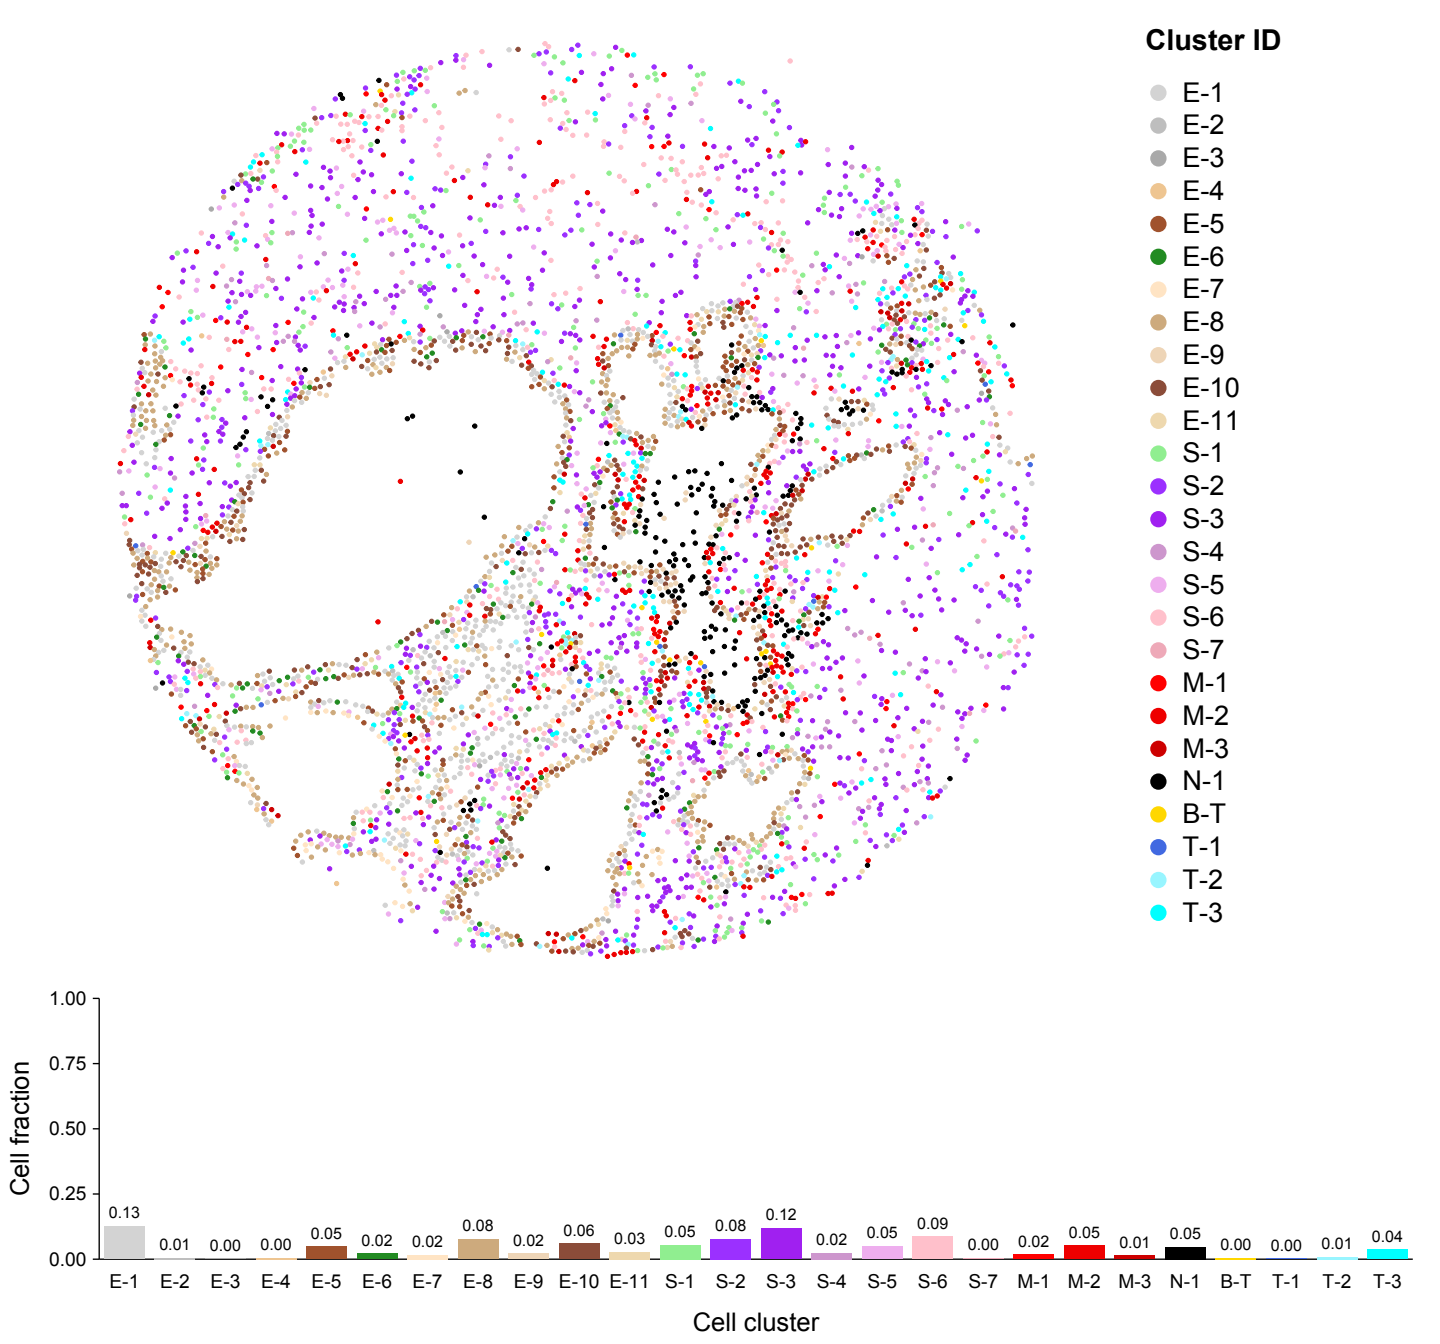 Cluster ID
E-1
E-2
E-3
E-4
E-5
E-6
E-7
E-8
E-9
E-10
E-11
S-1
S-2
S-3
S-4
S-5
S-6
S-7
M-1
M-2
M-3
N-1
B-T
T-1
T-2
T-3
1.00
0.75
0.50
0.25
0.00
Cell fraction
0.13 0.01 0.00 0.00 0.05 0.02 0.02 0.08 0.02 0.06 0.03 0.05 0.08 0.12 0.02 0.05 0.09 0.00 0.02 0.05 0.01 0.05 0.00 0.00 0.01 0.04
E-1 E-2 E-3 E-4 E-5 E-6 E-7 E-8 E-9 E-10 E-11 S-1 S-2 S-3 S-4 S-5 S-6 S-7 M-1 M-2 M-3 N-1 B-T T-1 T-2 T-3
Cell cluster